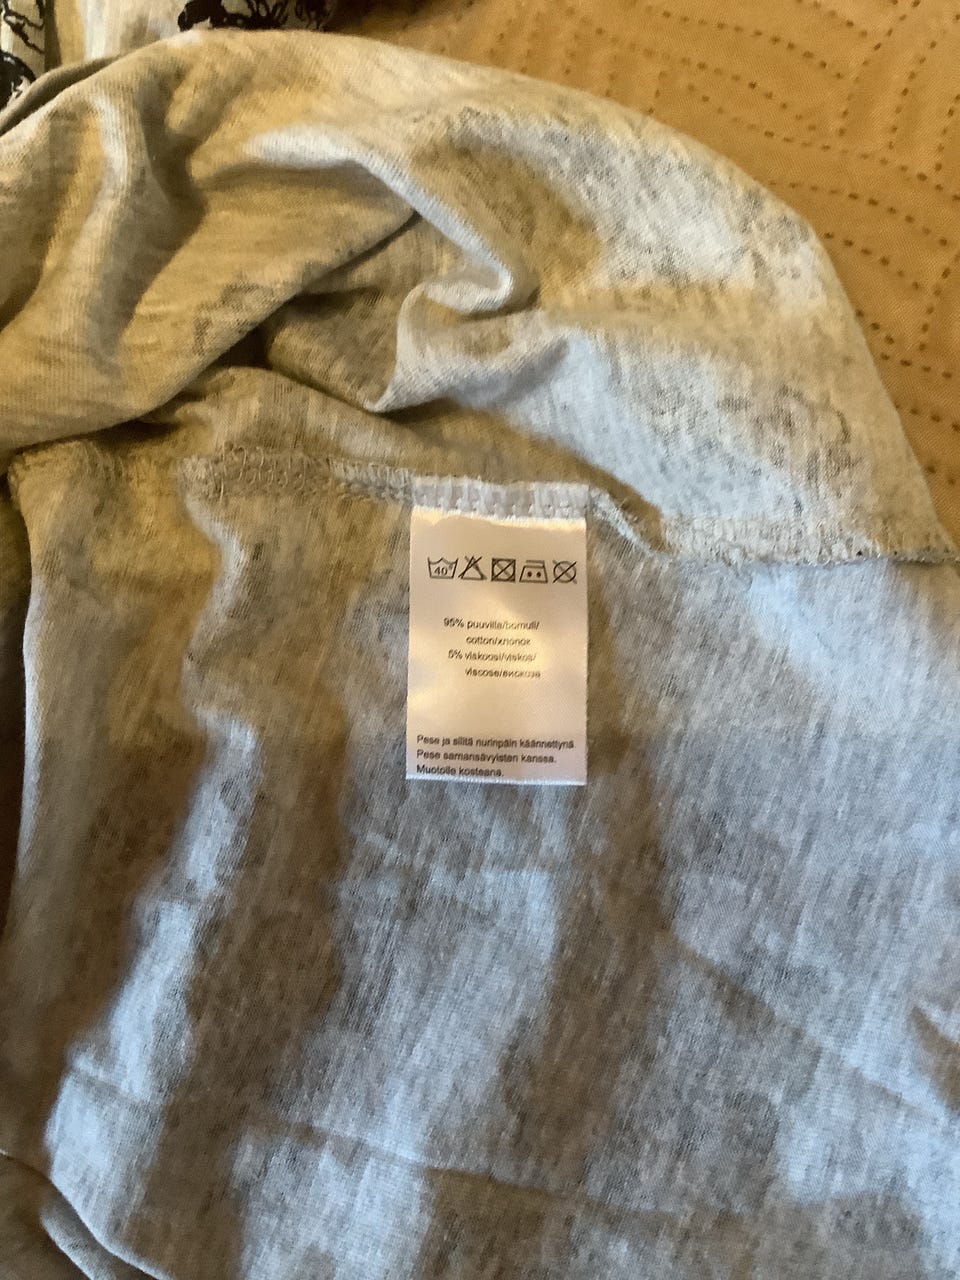 40°
95% puuvilla/bomull/
cotton/хлопок
5% viskoosi/viskos/
viscose/вискоза
Pese ja silitä nurinpäin käännettynä.
Pese samansävyisten kanssa.
Muotoile kosteana.